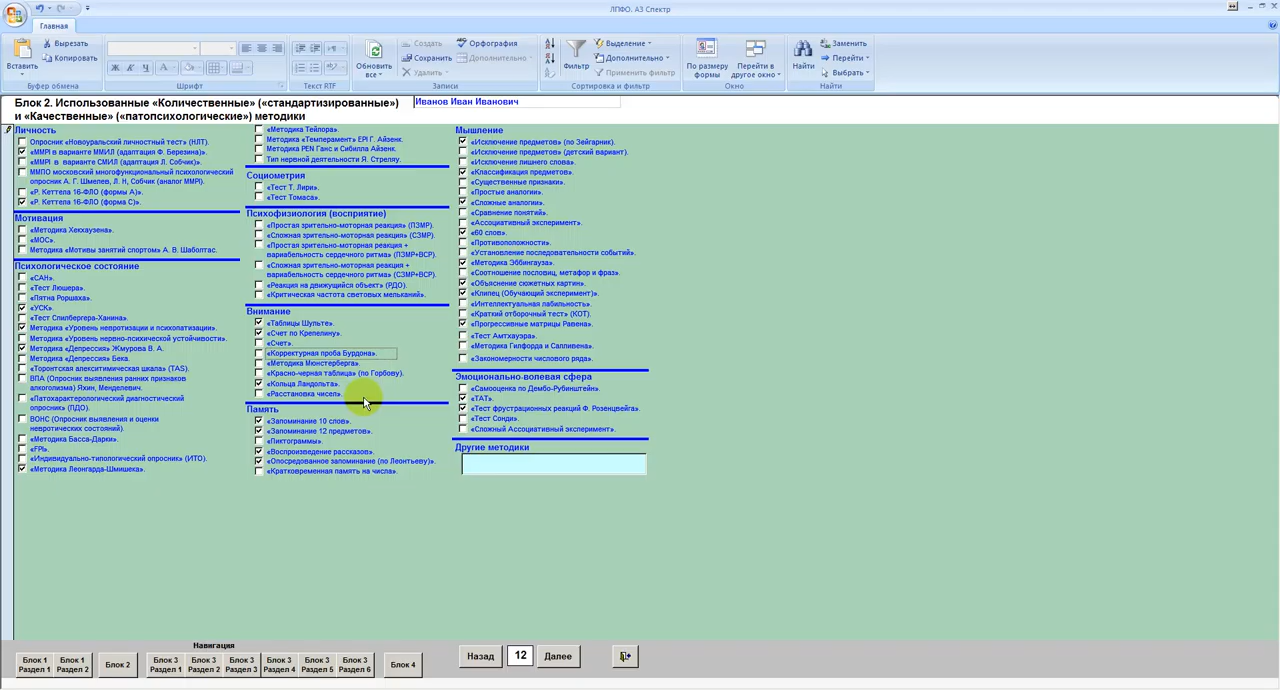 ЛПФО. АЗ Спектр
Главная
Вставить
Вырезать
Копировать
Буфер обмена
Ж К Ч
Шрифт
Текст RTF
Обновить все
Создать
Сохранить
Удалить
Орфография
Дополнительно
Записи
Фильтр
Выделение
Дополнительно
Применить фильтр
Сортировка и фильтр
По размеру формы
Перейти в другое окно
Окно
Найти
Заменить
Перейти
Выбрать
Найти
Блок 2. Использованные «Количественные» («стандартизированные»)
и «Качественные» («патопсихологические») методики
Иванов Иван Иванович
Личность
Опросник «Новоуральский личностный тест» (НЛТ).
«MMPI в варианте ММИЛ (адаптация Ф. Березина)».
«MMPI в варианте СМИЛ (адаптация Л. Собчик)».
ММПО московский многофункциональный психологический
опросник А. Г. Шмелев, Л. Н, Собчик (аналог MMPI).
«Р. Кеттела 16-ФЛО (формы А)».
«Р. Кеттела 16-ФЛО (форма С)».
Мотивация
«Методика Хекхаузена».
«МОС».
Методика «Мотивы занятий спортом» А. В. Шаболтас.
Психологическое состояние
«САН».
«Тест Люшера».
«Пятна Роршаха».
«УСК».
«Тест Спилбергера-Ханина».
Методика «Уровень невротизации и психопатизации».
Методика «Уровень нервно-психической устойчивости».
Методика «Депрессия» Жмурова В. А.
Методика «Депрессия» Бека.
«Торонтская алекситимическая шкала» (TAS).
ВПА (Опросник выявления ранних признаков
алкоголизма) Яхин, Менделевич.
«Патохарактерологический диагностический
опросник» (ПДО).
ВОНС (Опросник выявления и оценки
невротических состояний).
«Методика Басса-Дарки».
«FPI».
«Индивидуально-типологический опросник» (ИТО).
«Методика Леонгарда-Шмишека».
«Методика Тейлора».
Методика «Темперамент» EPI Г. Айзенк.
Методика PEN Ганс и Сибилла Айзенк.
Тип нервной деятельности Я. Стреляу.
Социометрия
«Тест Т. Лири».
«Тест Томаса».
Психофизиология (восприятие)
«Простая зрительно-моторная реакция» (ПЗМР).
«Сложная зрительно-моторная реакция» (СЗМР).
«Простая зрительно-моторная реакция +
вариабельность сердечного ритма» (ПЗМР+ВСР).
«Сложная зрительно-моторная реакция +
вариабельность сердечного ритма» (СЗМР+ВСР).
«Реакция на движущийся объект» (РДО).
«Критическая частота световых мельканий».
Внимание
«Таблицы Шульте».
«Счет по Крепелину».
«Счет».
«Корректурная проба Бурдона».
«Методика Мюнстерберга».
«Красно-черная таблица» (по Горбову).
«Кольца Ландольта».
«Расстановка чисел».
Память
«Запоминание 10 слов».
«Запоминание 12 предметов».
«Пиктограммы».
«Воспроизведение рассказов».
«Опосредованное запоминание (по Леонтьеву)».
«Кратковременная память на числа».
Мышление
«Исключение предметов» (по Зейгарник).
«Исключение предметов» (детский вариант).
«Исключение лишнего слова».
«Классификация предметов».
«Существенные признаки».
«Простые аналогии».
«Сложные аналогии».
«Сравнение понятий».
«Ассоциативный эксперимент».
«60 слов».
«Противоположности».
«Установление последовательности событий».
«Методика Эббингауза».
«Соотношение пословиц, метафор и фраз».
«Объяснение сюжетных картин».
«Клипец (Обучающий эксперимент)».
«Интеллектуальная лабильность».
«Краткий отборочный тест» (КОТ).
«Прогрессивные матрицы Равена».
«Тест Амтхауэра».
«Методика Гилфорда и Салливена».
«Закономерности числового ряда».
Эмоционально-волевая сфера
«Самооценка по Дембо-Рубинштейн».
«ТАТ».
«Тест фрустрационных реакций Ф. Розенцвейга».
«Тест Сонди».
«Сложный Ассоциативный эксперимент».
Другие методики
Навигация
Блок 1 Раздел 1
Блок 1 Раздел 2
Блок 2
Блок 3 Раздел 1
Блок 3 Раздел 2
Блок 3 Раздел 3
Блок 3 Раздел 4
Блок 3 Раздел 5
Блок 3 Раздел 6
Блок 4
Назад
12
Далее